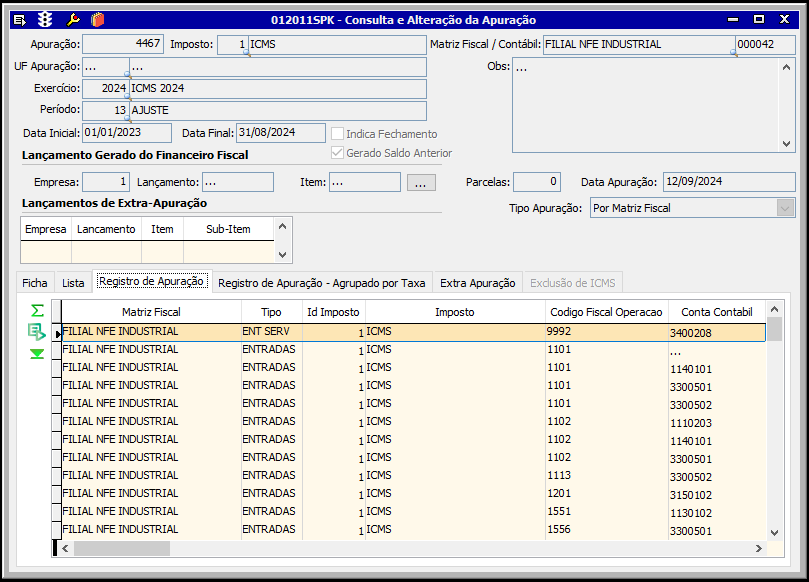 012011SPK - Consulta e Alteração da Apuração
Apuração: 4467 Imposto: 1 ICMS Matriz Fiscal / Contábil: FILIAL NFE INDUSTRIAL 000042
UF Apuração: ... ... Obs: ...
Exercício: 2024 ICMS 2024
Período: 13 AJUSTE
Data Inicial: 01/01/2023 Data Final: 31/08/2024 Indica Fechamento
Lançamento Gerado do Financeiro Fiscal Gerado Saldo Anterior
Empresa: 1 Lançamento: ... Item: ... ... Parcelas: 0 Data Apuração: 12/09/2024
Lançamentos de Extra-Apuração Tipo Apuração: Por Matriz Fiscal
Empresa Lancamento Item Sub-Item
Ficha Lista Registro de Apuração Registro de Apuração - Agrupado por Taxa Extra Apuração Exclusão de ICMS
Matriz Fiscal Tipo Id Imposto Imposto Codigo Fiscal Operacao Conta Contabil
FILIAL NFE INDUSTRIAL ENT SERV 1 ICMS 9992 3400208
FILIAL NFE INDUSTRIAL ENTRADAS 1 ICMS 1101 ...
FILIAL NFE INDUSTRIAL ENTRADAS 1 ICMS 1101 1140101
FILIAL NFE INDUSTRIAL ENTRADAS 1 ICMS 1101 3300501
FILIAL NFE INDUSTRIAL ENTRADAS 1 ICMS 1101 3300502
FILIAL NFE INDUSTRIAL ENTRADAS 1 ICMS 1102 1110203
FILIAL NFE INDUSTRIAL ENTRADAS 1 ICMS 1102 1140101
FILIAL NFE INDUSTRIAL ENTRADAS 1 ICMS 1102 3300501
FILIAL NFE INDUSTRIAL ENTRADAS 1 ICMS 1113 3300502
FILIAL NFE INDUSTRIAL ENTRADAS 1 ICMS 1201 3150102
FILIAL NFE INDUSTRIAL ENTRADAS 1 ICMS 1551 1130102
FILIAL NFE INDUSTRIAL ENTRADAS 1 ICMS 1556 3300501